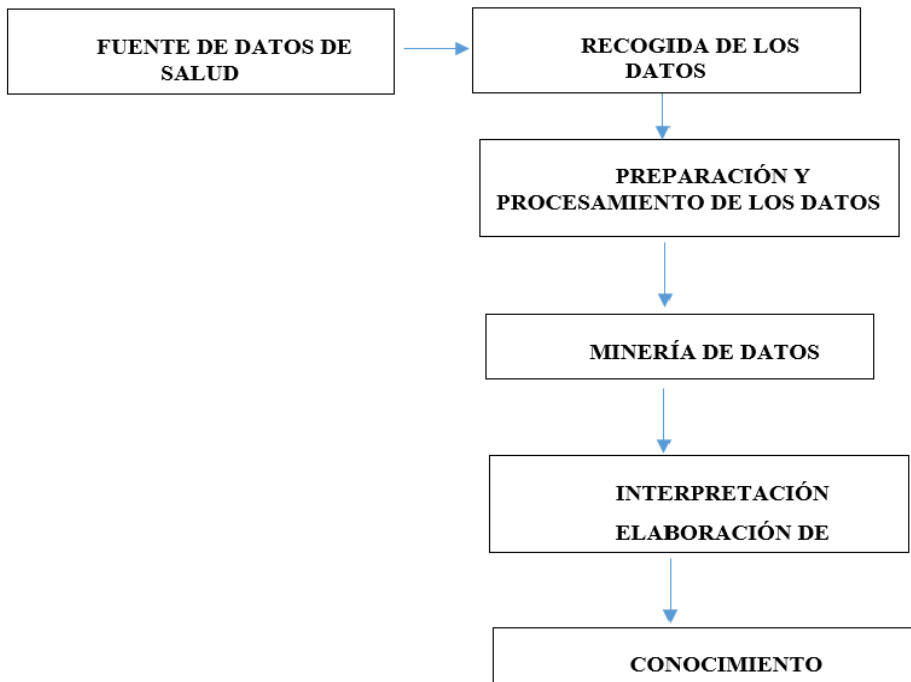 FUENTE DE DATOS DE
SALUD
RECOGIDA DE LOS
DATOS
PREPARACIÓN Y
PROCESAMIENTO DE LOS DATOS
MINERÍA DE DATOS
INTERPRETACIÓN
ELABORACIÓN DE
CONOCIMIENTO